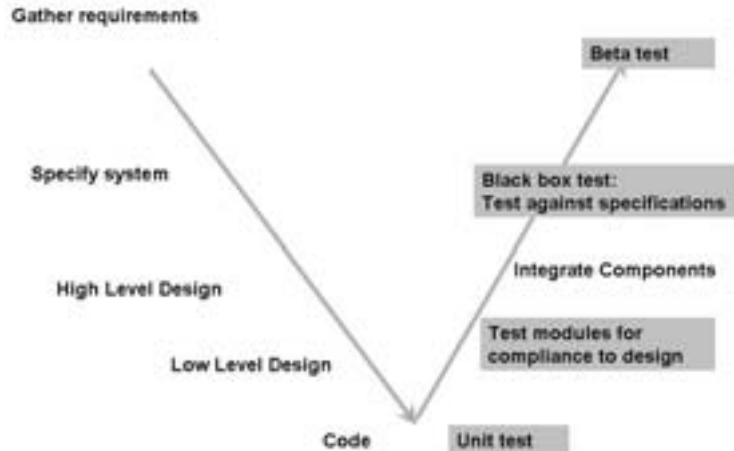 Gather requirements
Beta test
Specify system
Black box test:
Test against specifications
High Level Design
Integrate Components
Test modules for
compliance to design
Low Level Design
Code
Unit test